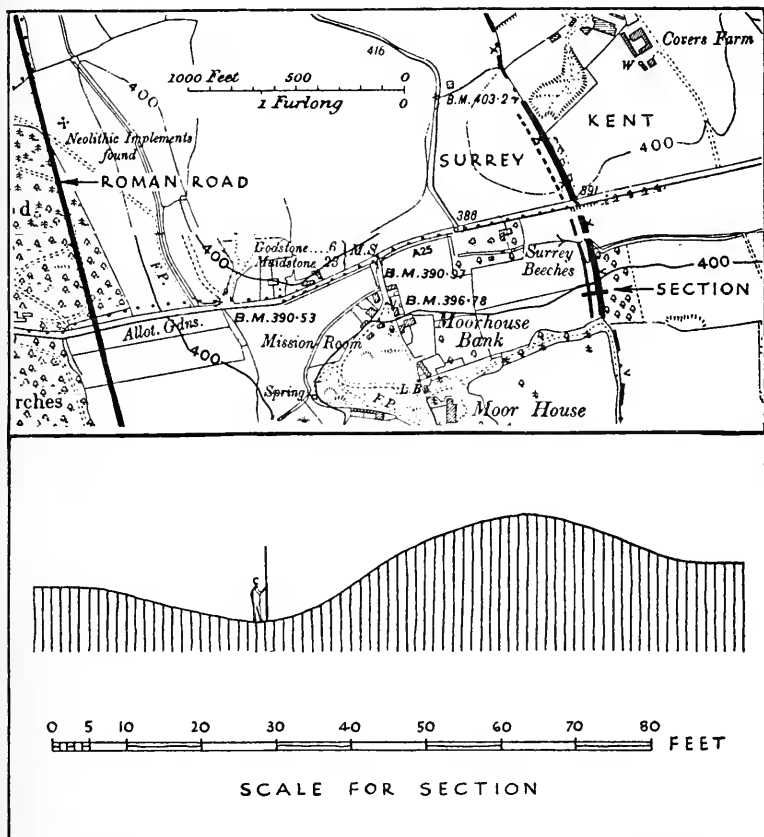 416
Covers Farm
W
1000 Feet 500 0
1 Furlong 0
400
B.M. 403·2
KENT
Neolithic Implements
found
SURREY
400
ROMAN ROAD
391
d
388
Godstone....6
Maidstone 23
M.S.
A25
400
F.P.
Surrey
Beeches
400
B.M. 390·97
SECTION
B.M. 396·78
B.M. 390·53
Allot. Gdns.
Moorhouse
Bank
400
Mission Room
rches
Spring
F.P.
L.B.
Moor House
0 5 10 20 30 40 50 60 70 80 FEET
SCALE FOR SECTION